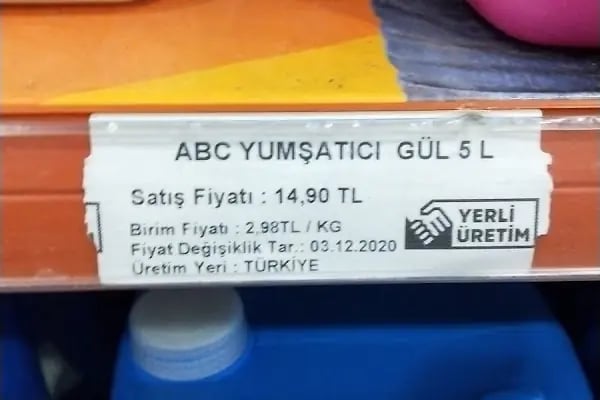 ABC YUMŞATICI GÜL 5 L
Satış Fiyatı : 14,90 TL
Birim Fiyatı : 2,98TL / KG
Fiyat Değişiklik Tar.: 03.12.2020
Üretim Yeri : TÜRKİYE
YERLİ
ÜRETİM